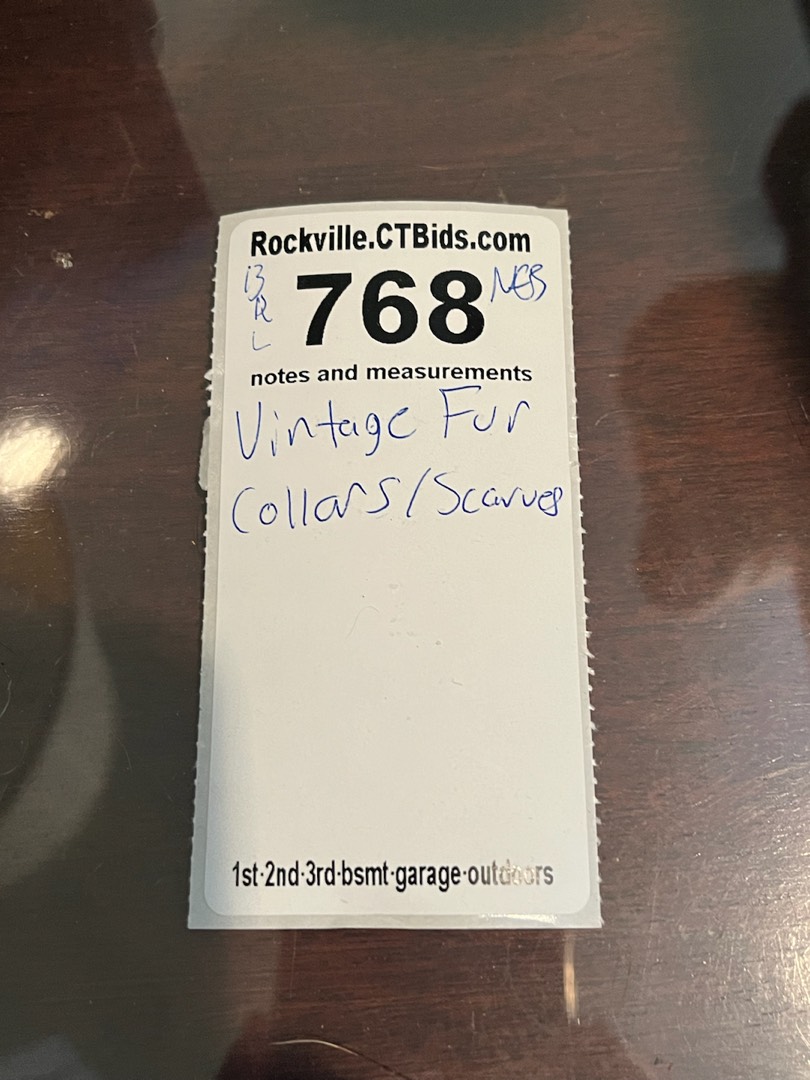 Rockville.CTBids.com
768
notes and measurements
Vintage Fur
Collars/Scarves
1st·2nd·3rd·bsmt·garage·outdoors